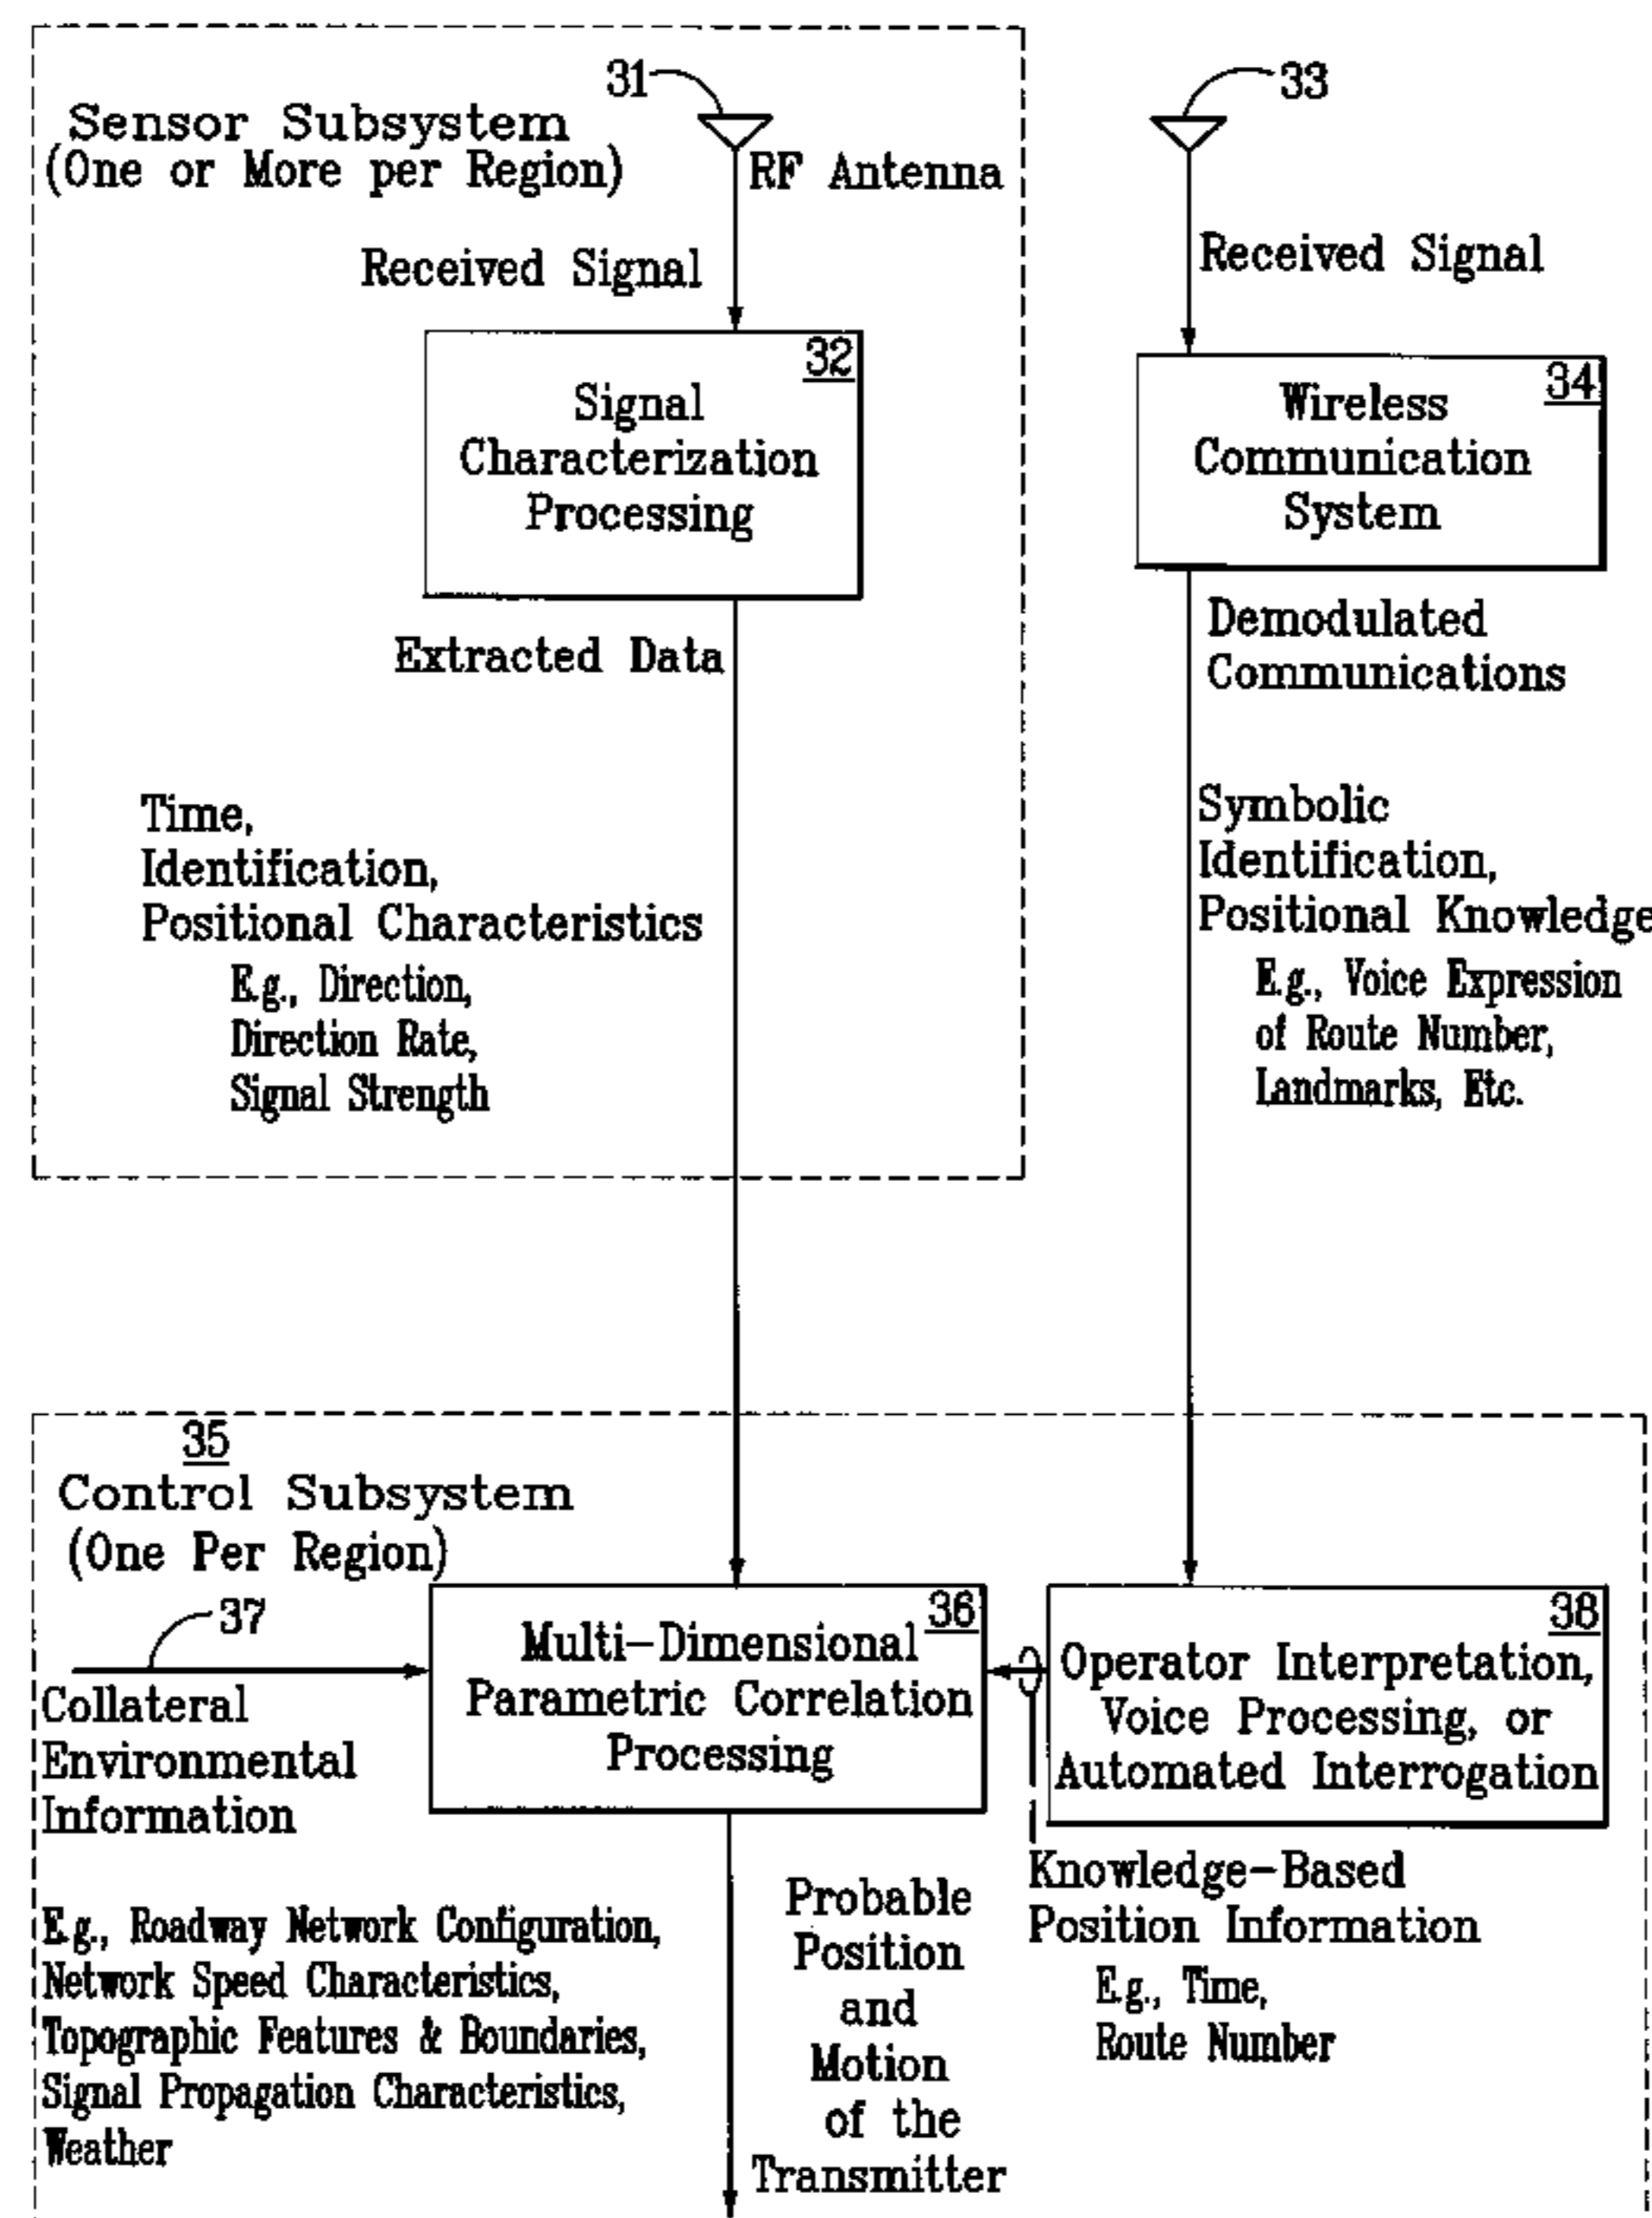 31
33
Sensor Subsystem
(One or More per Region)
RF Antenna
Received Signal
Received Signal
32
Signal
Characterization
Processing
34
Wireless
Communication
System
Extracted Data
Demodulated
Communications
Time,
Identification,
Positional Characteristics
E.g., Direction,
Direction Rate,
Signal Strength
Symbolic
Identification,
Positional Knowledge
E.g., Voice Expression
of Route Number,
Landmarks, Etc.
35
Control Subsystem
(One Per Region)
37
36
Multi-Dimensional
Parametric Correlation
Processing
38
Operator Interpretation,
Voice Processing, or
Automated Interrogation
Collateral
Environmental
Information
E.g., Roadway Network Configuration,
Network Speed Characteristics,
Topographic Features & Boundaries,
Signal Propagation Characteristics,
Weather
Probable
Position
and
Motion
of the
Transmitter
Knowledge-Based
Position Information
E.g., Time,
Route Number